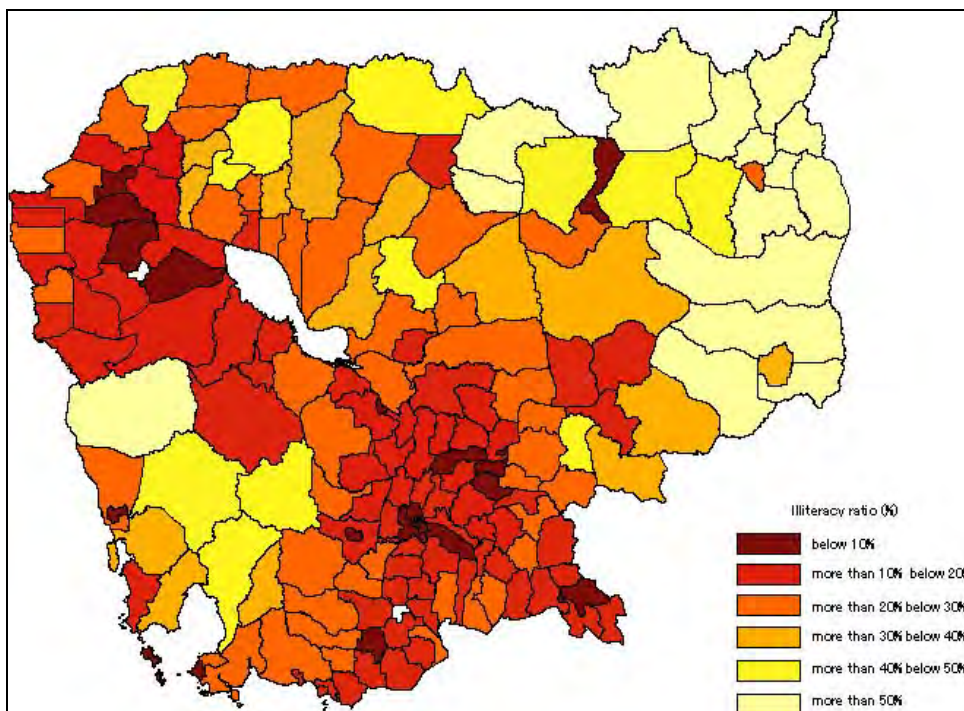 Illiteracy ratio (%)
below 10%
more than 10% below 20%
more than 20% below 30%
more than 30% below 40%
more than 40% below 50%
more than 50%